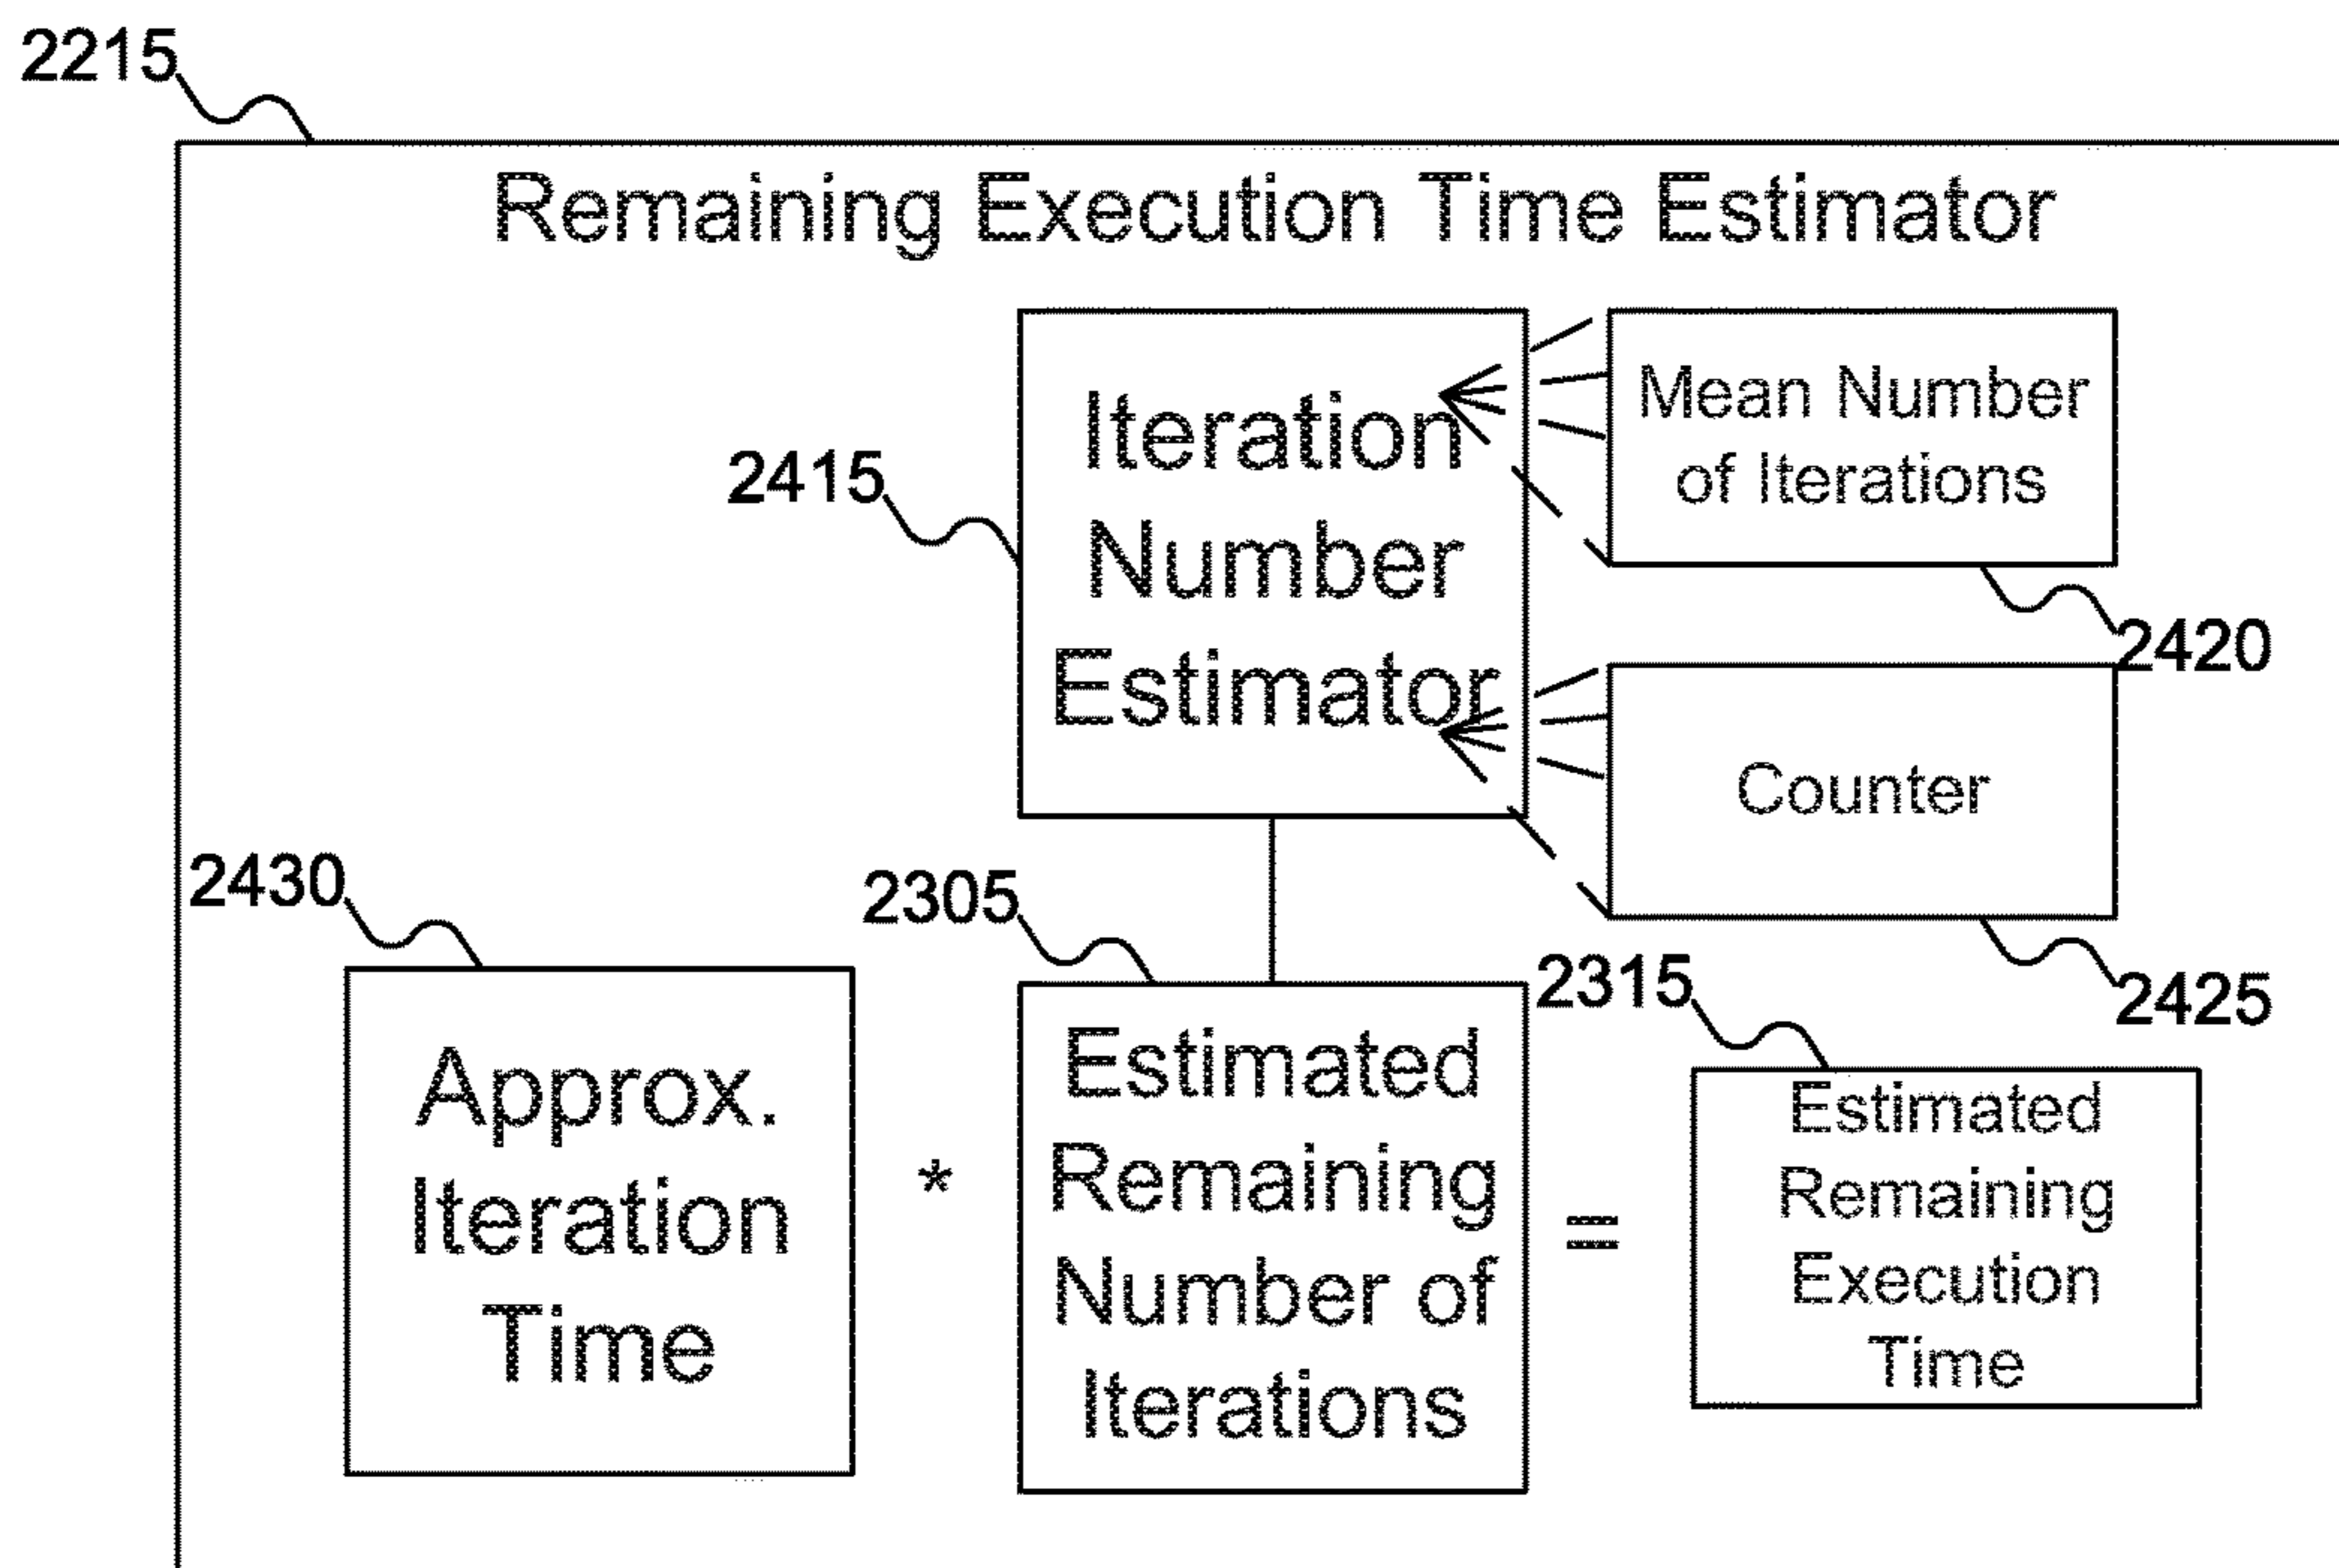 2215
Remaining Execution Time Estimator
2415
Iteration
Number
Estimator
Mean Number
of Iterations
2420
Counter
2425
2430
Approx.
Iteration
Time
*
2305
Estimated
Remaining
Number of
Iterations
=
2315
Estimated
Remaining
Execution
Time